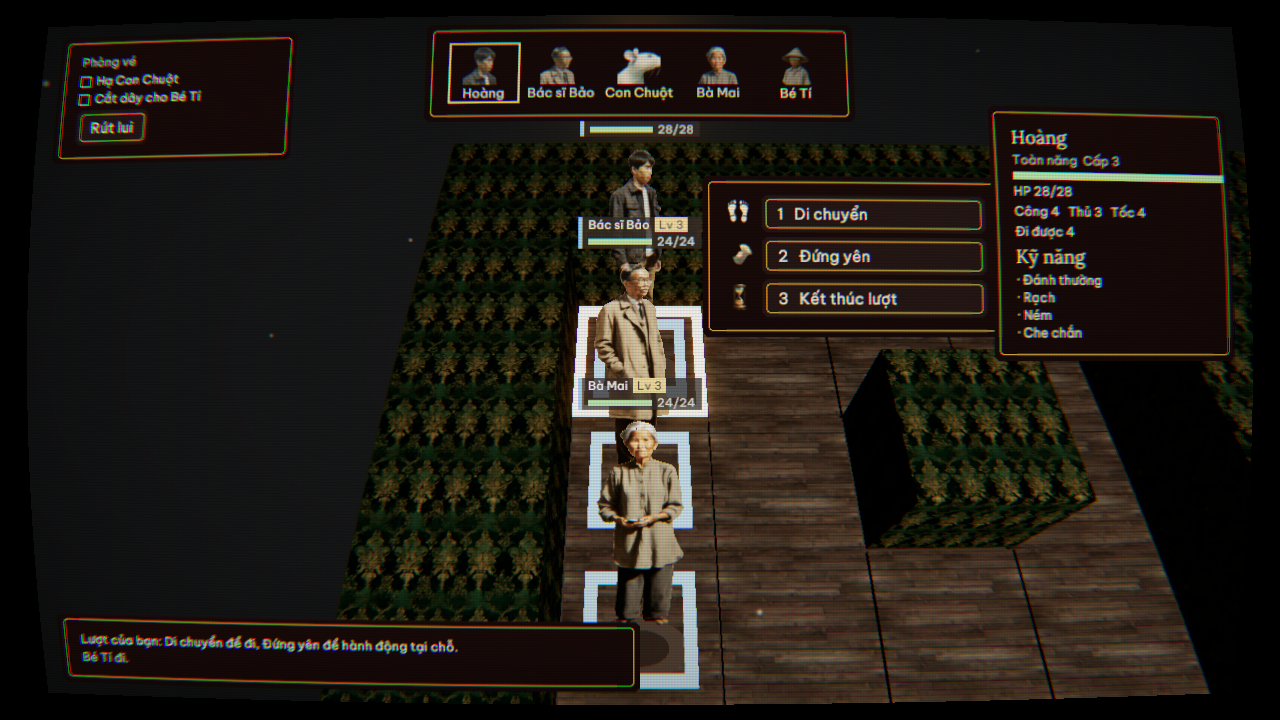 Phòng vé
Hạ Con Chuột
Cắt dây cho Bé Tí
Rút lui
Hoàng
Bác sĩ Bảo
Con Chuột
Bà Mai
Bé Tí
28/28
Bác sĩ Bảo Lv 3
24/24
Bà Mai Lv 3
24/24
1 Di chuyển
2 Đứng yên
3 Kết thúc lượt
Hoàng
Toàn năng Cấp 3
HP 28/28
Công 4 Thủ 3 Tốc 4
Đi được 4
Kỹ năng
· Đánh thường
· Rạch
· Ném
· Che chắn
Lượt của bạn: Di chuyển để đi, Đứng yên để hành động tại chỗ.
Bé Tí đi.